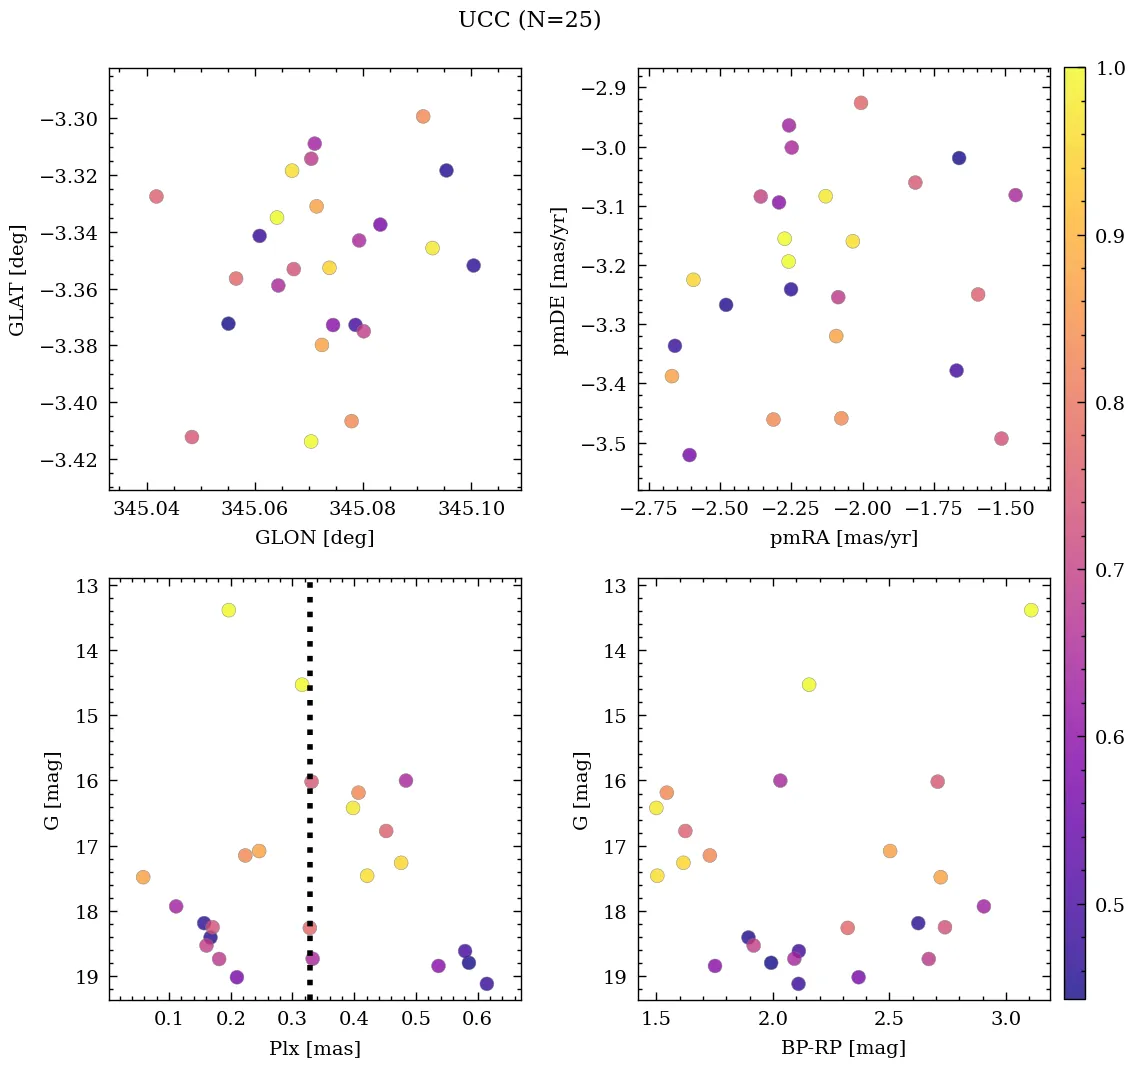 UCC (N=25)
−3.30
−3.32
−3.34
−3.36
−3.38
−3.40
−3.42
GLAT [deg]
345.04 345.06 345.08 345.10
GLON [deg]
−2.9
−3.0
−3.1
−3.2
−3.3
−3.4
−3.5
pmDE [mas/yr]
−2.75 −2.50 −2.25 −2.00 −1.75 −1.50
pmRA [mas/yr]
13
14
15
16
17
18
19
G [mag]
0.1 0.2 0.3 0.4 0.5 0.6
Plx [mas]
13
14
15
16
17
18
19
G [mag]
1.5 2.0 2.5 3.0
BP-RP [mag]
1.0
0.9
0.8
0.7
0.6
0.5